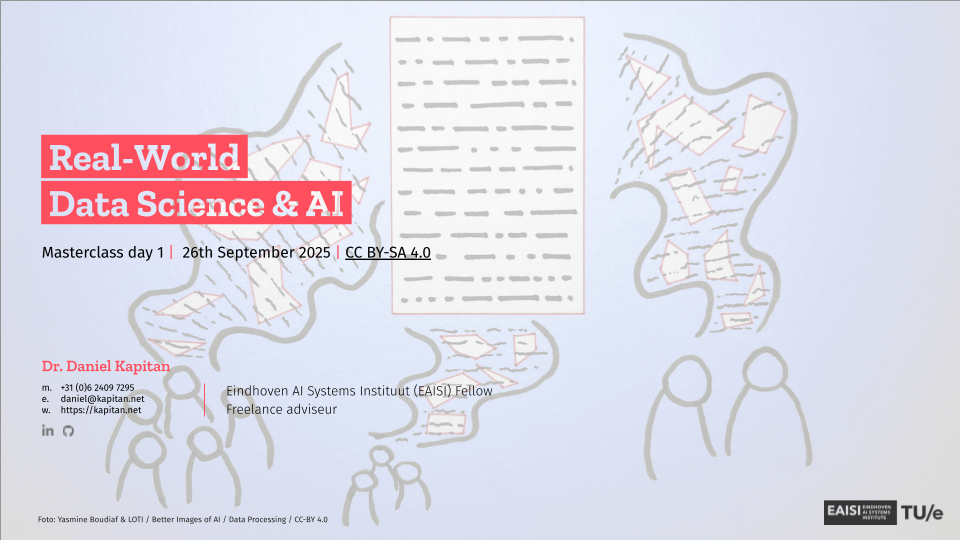 Real-World
Data Science & AI
Masterclass day 1 | 26th September 2025 | CC BY-SA 4.0
Dr. Daniel Kapitan
m. +31 (0)6 2409 7295
e. daniel@kapitan.net
w. https://kapitan.net
Eindhoven AI Systems Instituut (EAISI) Fellow
Freelance adviseur
Foto: Yasmine Boudiaf & LOTI / Better Images of AI / Data Processing / CC-BY 4.0
EAISI EINDHOVEN
AI SYSTEMS
INSTITUTE
TU/e